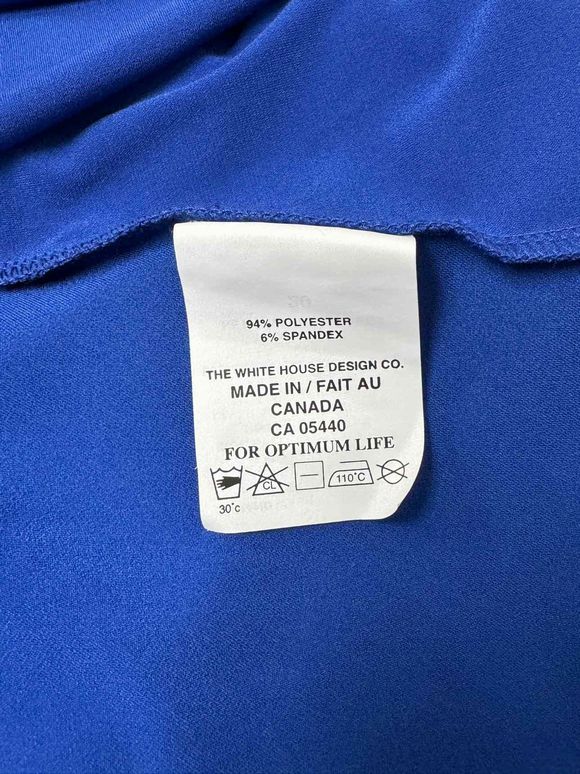 94% POLYESTER
6% SPANDEX
THE WHITE HOUSE DESIGN CO.
MADE IN / FAIT AU
CANADA
CA 05440
FOR OPTIMUM LIFE
CL
110°C
30°C